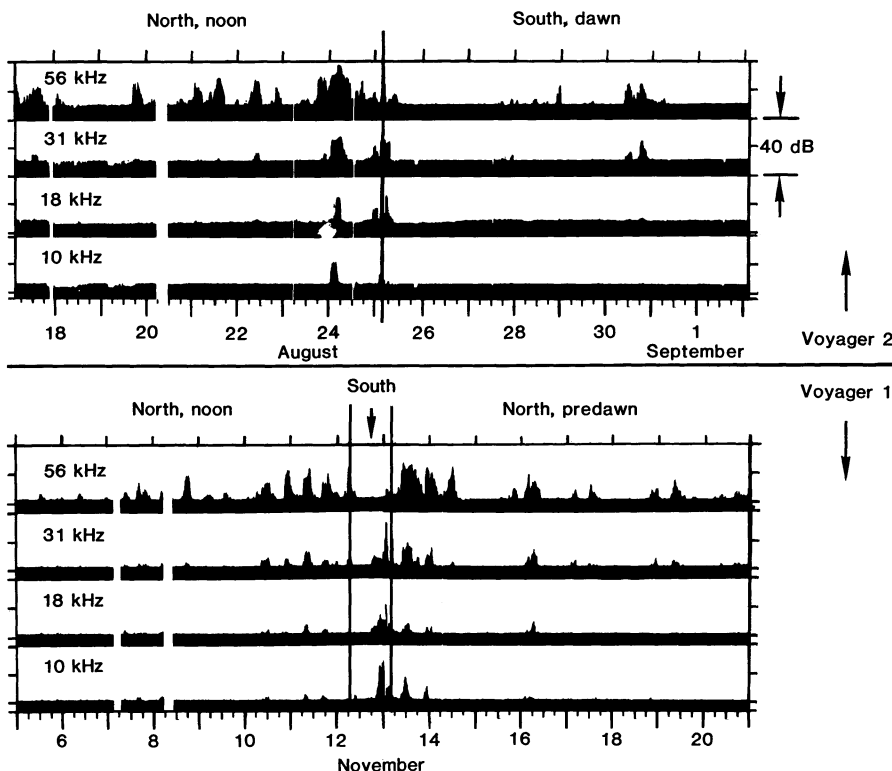 North, noon South, dawn
56 kHz
31 kHz
40 dB
18 kHz
10 kHz
18 20 22 24 26 28 30 1
August September
Voyager 2
Voyager 1
South
North, noon North, predawn
56 kHz
31 kHz
18 kHz
10 kHz
6 8 10 12 14 16 18 20
November